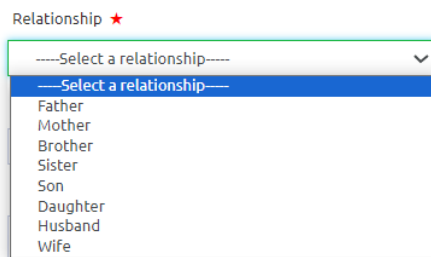 Relationship ★
-----Select a relationship-----
-----Select a relationship-----
Father
Mother
Brother
Sister
Son
Daughter
Husband
Wife